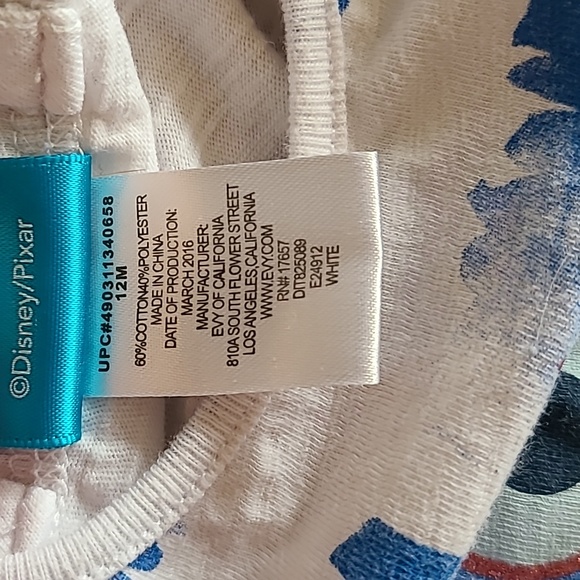 ©Disney/Pixar
UPC#490311340658
12M
60%COTTON40%POLYESTER
MADE IN CHINA
DATE OF PRODUCTION:
MARCH 2016
MANUFACTURER:
EVY OF CALIFORNIA
810A SOUTH FLOWER STREET
LOS ANGELES,CALIFORNIA
WWW.EVY.COM
RN# 17657
DIT825089
E24912
WHITE